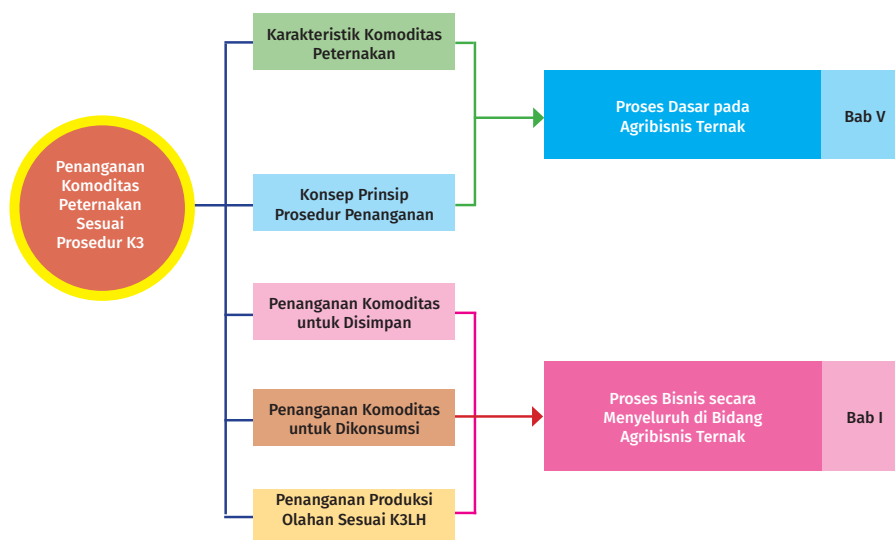 Penanganan
Komoditas
Peternakan
Sesuai
Prosedur K3
Karakteristik Komoditas
Peternakan
Konsep Prinsip
Prosedur Penanganan
Penanganan Komoditas
untuk Disimpan
Penanganan Komoditas
untuk Dikonsumsi
Penanganan Produksi
Olahan Sesuai K3LH
Proses Dasar pada
Agribisnis Ternak
Bab V
Proses Bisnis secara
Menyeluruh di Bidang
Agribisnis Ternak
Bab I